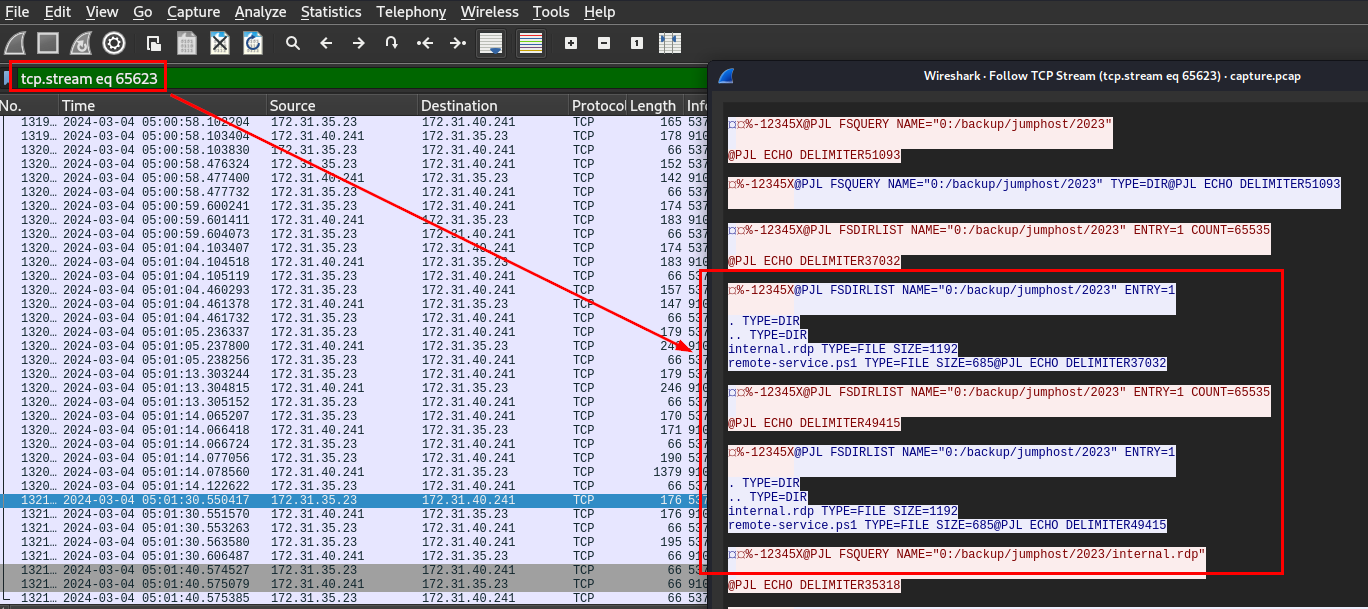 File Edit View Go Capture Analyze Statistics Telephony Wireless Tools Help
tcp.stream eq 65623
No. Time Source Destination Protocol Length Info
1319… 2024-03-04 05:00:58.102204 172.31.35.23 172.31.40.241 TCP 165 537
1319… 2024-03-04 05:00:58.103404 172.31.40.241 172.31.35.23 TCP 178 910
1320… 2024-03-04 05:00:58.103830 172.31.35.23 172.31.40.241 TCP 66 537
1320… 2024-03-04 05:00:58.476324 172.31.35.23 172.31.40.241 TCP 152 537
1320… 2024-03-04 05:00:58.477400 172.31.40.241 172.31.35.23 TCP 142 910
1320… 2024-03-04 05:00:58.477732 172.31.35.23 172.31.40.241 TCP 66 537
1320… 2024-03-04 05:00:59.600241 172.31.35.23 172.31.40.241 TCP 174 537
1320… 2024-03-04 05:00:59.601411 172.31.40.241 172.31.35.23 TCP 183 910
1320… 2024-03-04 05:00:59.604073 172.31.35.23 172.31.40.241 TCP 66 537
1320… 2024-03-04 05:01:04.103407 172.31.35.23 172.31.40.241 TCP 174 537
1320… 2024-03-04 05:01:04.104518 172.31.40.241 172.31.35.23 TCP 183 910
1320… 2024-03-04 05:01:04.105119 172.31.35.23 172.31.40.241 TCP 66 537
1320… 2024-03-04 05:01:04.460293 172.31.35.23 172.31.40.241 TCP 157 537
1320… 2024-03-04 05:01:04.461378 172.31.40.241 172.31.35.23 TCP 147 910
1320… 2024-03-04 05:01:04.461732 172.31.35.23 172.31.40.241 TCP 66 537
1320… 2024-03-04 05:01:05.236337 172.31.35.23 172.31.40.241 TCP 179 537
1320… 2024-03-04 05:01:05.237800 172.31.40.241 172.31.35.23 TCP 910
1320… 2024-03-04 05:01:05.238256 172.31.35.23 172.31.40.241 TCP 66 537
1320… 2024-03-04 05:01:13.303244 172.31.35.23 172.31.40.241 TCP 179 537
1320… 2024-03-04 05:01:13.304815 172.31.40.241 172.31.35.23 TCP 246 910
1320… 2024-03-04 05:01:13.305152 172.31.35.23 172.31.40.241 TCP 66 537
1320… 2024-03-04 05:01:14.065207 172.31.35.23 172.31.40.241 TCP 170 537
1320… 2024-03-04 05:01:14.066418 172.31.40.241 172.31.35.23 TCP 171 910
1320… 2024-03-04 05:01:14.066724 172.31.35.23 172.31.40.241 TCP 66 537
1320… 2024-03-04 05:01:14.077056 172.31.35.23 172.31.40.241 TCP 190 537
1320… 2024-03-04 05:01:14.078560 172.31.40.241 172.31.35.23 TCP 1379 910
1320… 2024-03-04 05:01:14.122622 172.31.35.23 172.31.40.241 TCP 66 537
1321… 2024-03-04 05:01:30.550417 172.31.35.23 172.31.40.241 TCP 176 537
1321… 2024-03-04 05:01:30.551570 172.31.40.241 172.31.35.23 TCP 176 910
1321… 2024-03-04 05:01:30.553263 172.31.35.23 172.31.40.241 TCP 66 537
1321… 2024-03-04 05:01:30.563580 172.31.35.23 172.31.40.241 TCP 195 537
1321… 2024-03-04 05:01:30.606487 172.31.40.241 172.31.35.23 TCP 66 910
1321… 2024-03-04 05:01:40.574527 172.31.35.23 172.31.40.241 TCP 66 537
1321… 2024-03-04 05:01:40.575079 172.31.40.241 172.31.35.23 TCP 66 910
1321… 2024-03-04 05:01:40.575385 172.31.35.23 172.31.40.241 TCP 66 537
Wireshark · Follow TCP Stream (tcp.stream eq 65623) · capture.pcap
¤¤%-12345X@PJL FSQUERY NAME="0:/backup/jumphost/2023"
@PJL ECHO DELIMITER51093
¤%-12345X@PJL FSQUERY NAME="0:/backup/jumphost/2023" TYPE=DIR@PJL ECHO DELIMITER51093
¤¤%-12345X@PJL FSDIRLIST NAME="0:/backup/jumphost/2023" ENTRY=1 COUNT=65535
@PJL ECHO DELIMITER37032
¤%-12345X@PJL FSDIRLIST NAME="0:/backup/jumphost/2023" ENTRY=1
. TYPE=DIR
.. TYPE=DIR
internal.rdp TYPE=FILE SIZE=1192
remote-service.ps1 TYPE=FILE SIZE=685@PJL ECHO DELIMITER37032
¤¤%-12345X@PJL FSDIRLIST NAME="0:/backup/jumphost/2023" ENTRY=1 COUNT=65535
@PJL ECHO DELIMITER49415
¤%-12345X@PJL FSDIRLIST NAME="0:/backup/jumphost/2023" ENTRY=1
. TYPE=DIR
.. TYPE=DIR
internal.rdp TYPE=FILE SIZE=1192
remote-service.ps1 TYPE=FILE SIZE=685@PJL ECHO DELIMITER49415
¤¤%-12345X@PJL FSQUERY NAME="0:/backup/jumphost/2023/internal.rdp"
@PJL ECHO DELIMITER35318